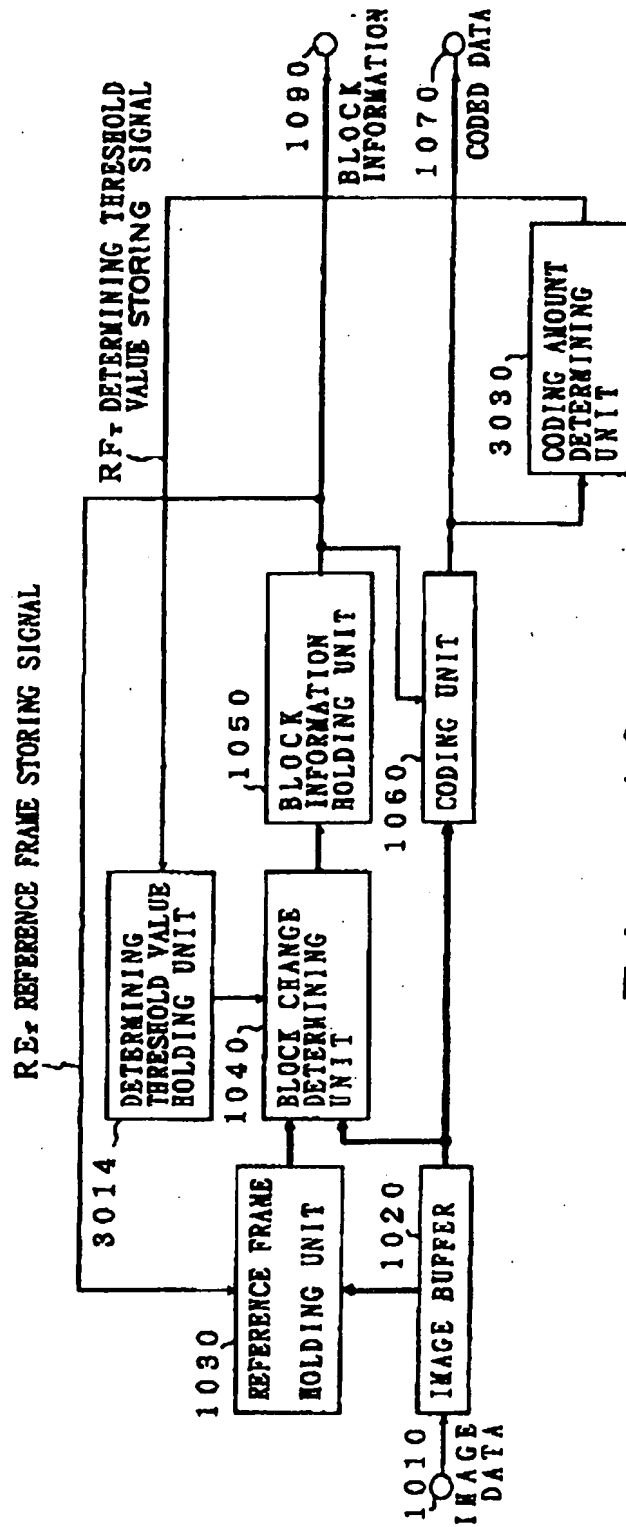 RE REFERENCE FRAME STORING SIGNAL
RF DETERMINING THRESHOLD
VALUE STORING SIGNAL
3014
DETERMINING
THRESHOLD VALUE
HOLDING UNIT
1030
REFERENCE FRAME
HOLDING UNIT
1040
BLOCK CHANGE
DETERMINING
UNIT
1050
BLOCK
INFORMATION
HOLDING UNIT
1090
BLOCK
INFORMATION
1010
IMAGE
DATA
1020
IMAGE BUFFER
1060
CODING UNIT
1070
CODED DATA
3030
CODING AMOUNT
DETERMINING
UNIT